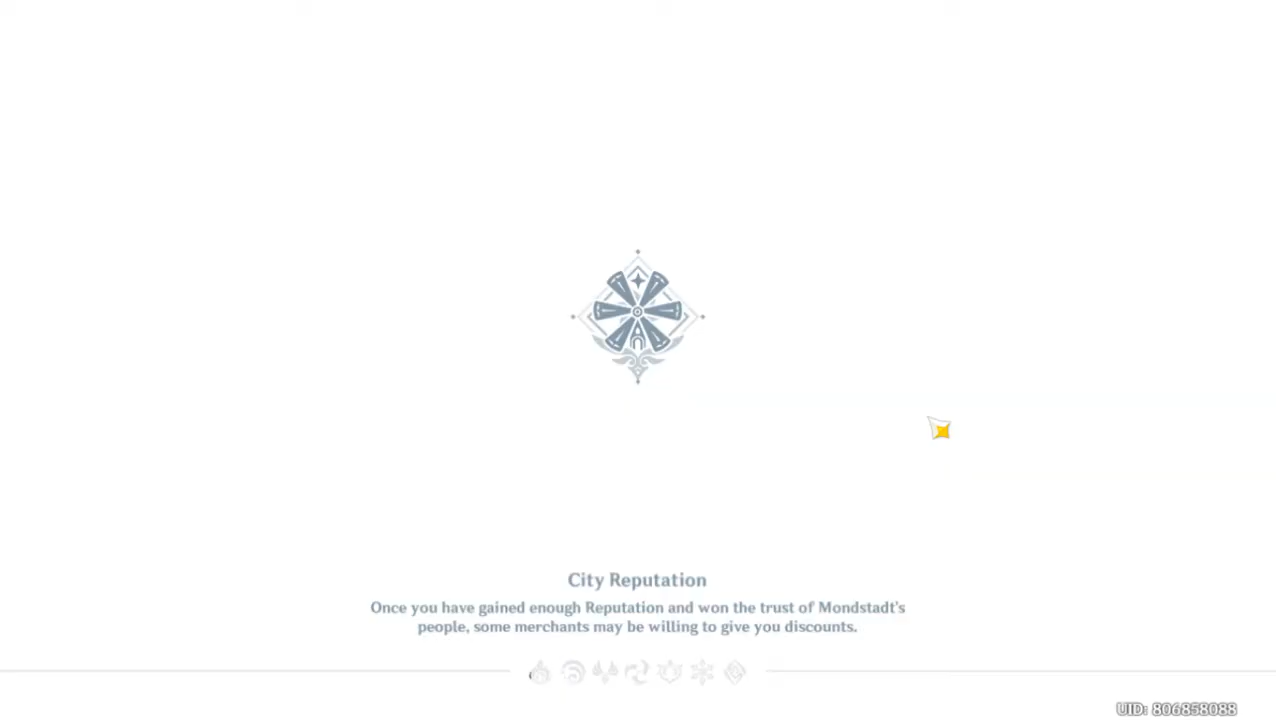 City Reputation
Once you have gained enough Reputation and won the trust of Mondstadt's
people, some merchants may be willing to give you discounts.
UID: 806858088